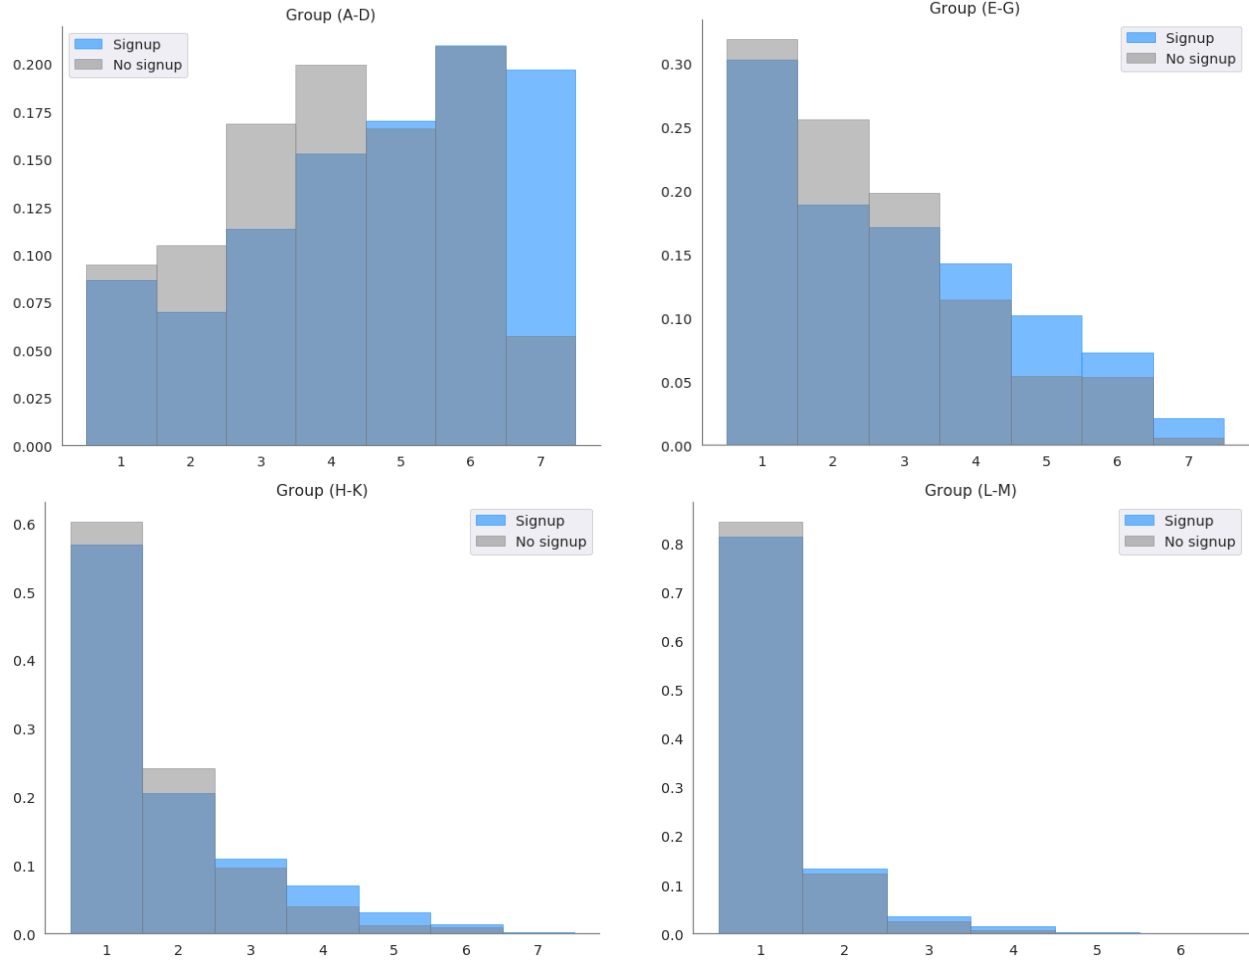 Group (A-D)
Signup
No signup
0.200
0.175
0.150
0.125
0.100
0.075
0.050
0.025
0.000
1 2 3 4 5 6 7
Group (E-G)
Signup
No signup
0.30
0.25
0.20
0.15
0.10
0.05
0.00
1 2 3 4 5 6 7
Group (H-K)
Signup
No signup
0.6
0.5
0.4
0.3
0.2
0.1
0.0
1 2 3 4 5 6 7
Group (L-M)
Signup
No signup
0.8
0.7
0.6
0.5
0.4
0.3
0.2
0.1
0.0
1 2 3 4 5 6